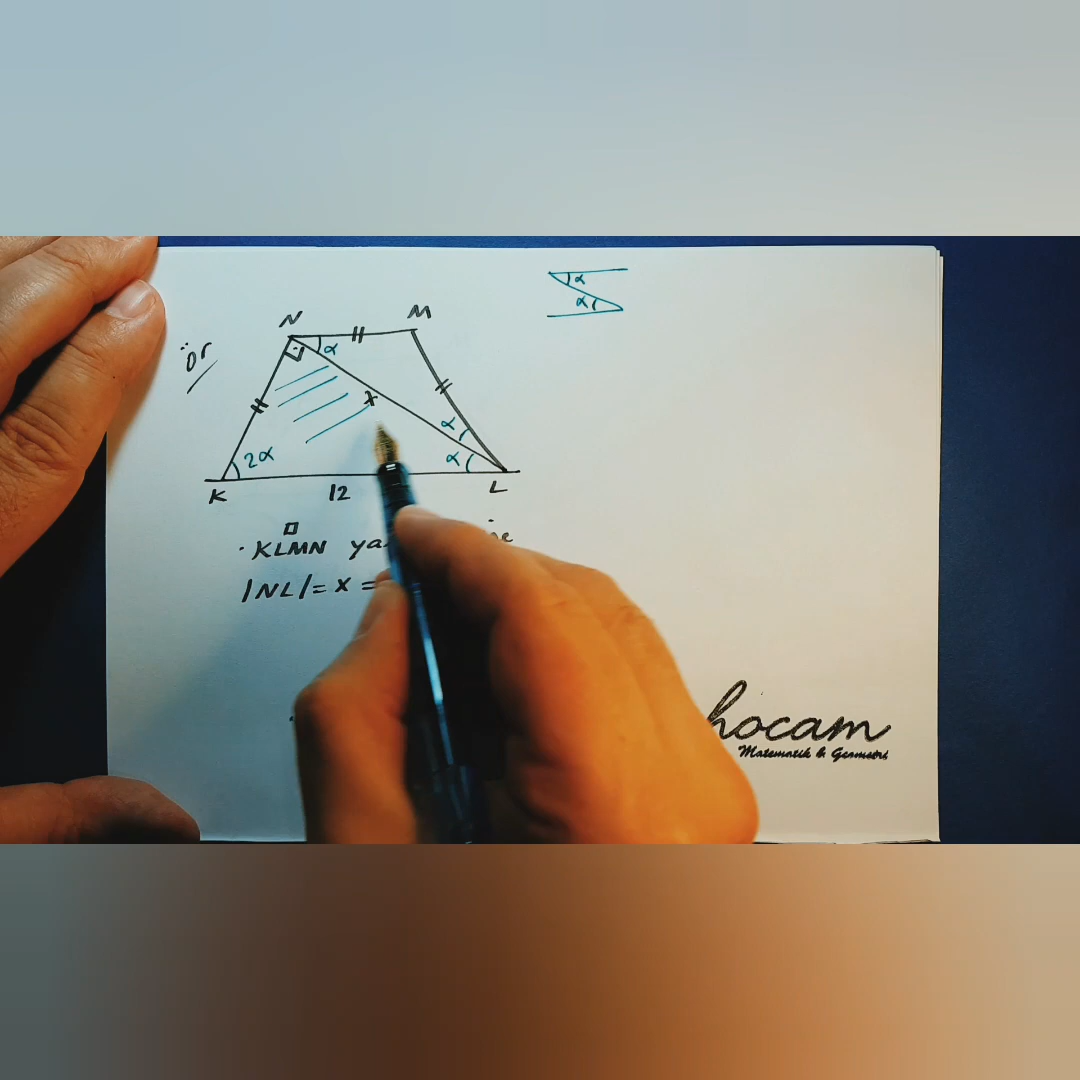 α
α
N M
ör
α
x
α
2α α
K 12 L
· KLMN
|NL| = x =
hocam
Matematik & Geometri